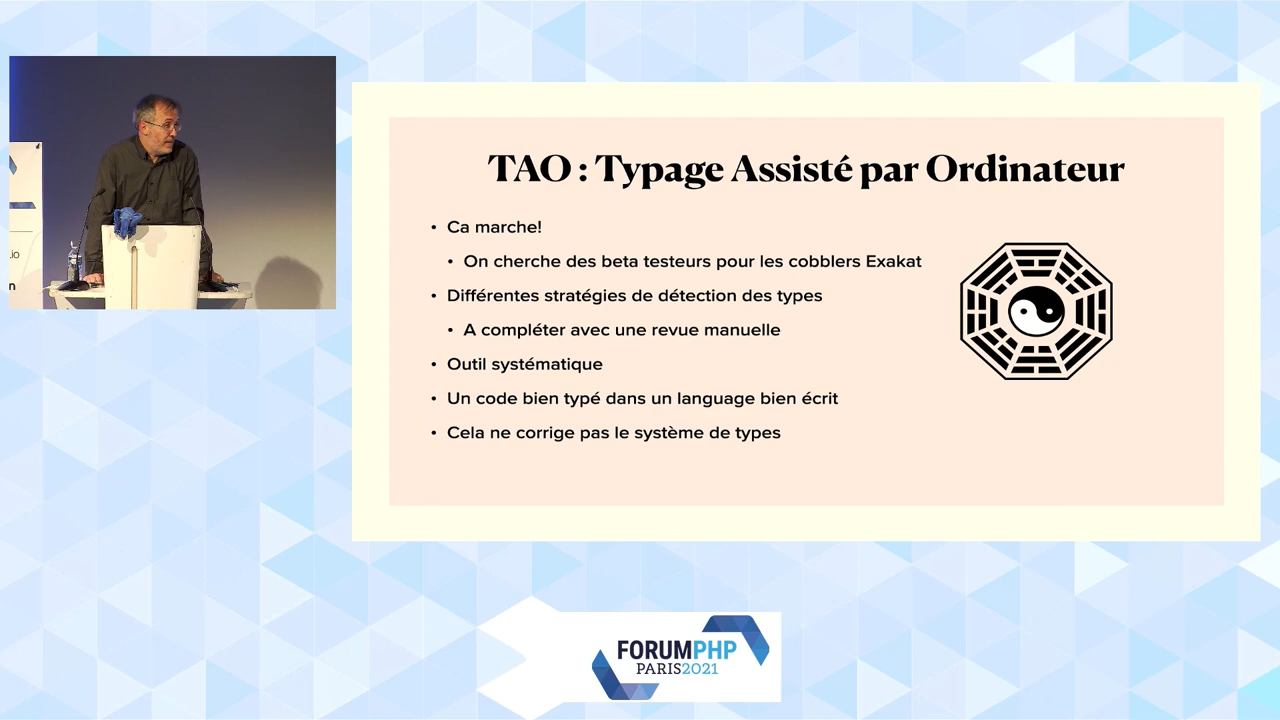 TAO : Typage Assisté par Ordinateur
• Ca marche!
• On cherche des beta testeurs pour les cobblers Exakat
• Différentes stratégies de détection des types
• A compléter avec une revue manuelle
• Outil systématique
• Un code bien typé dans un language bien écrit
• Cela ne corrige pas le système de types
.io
n
FORUMPHP
PARIS2021